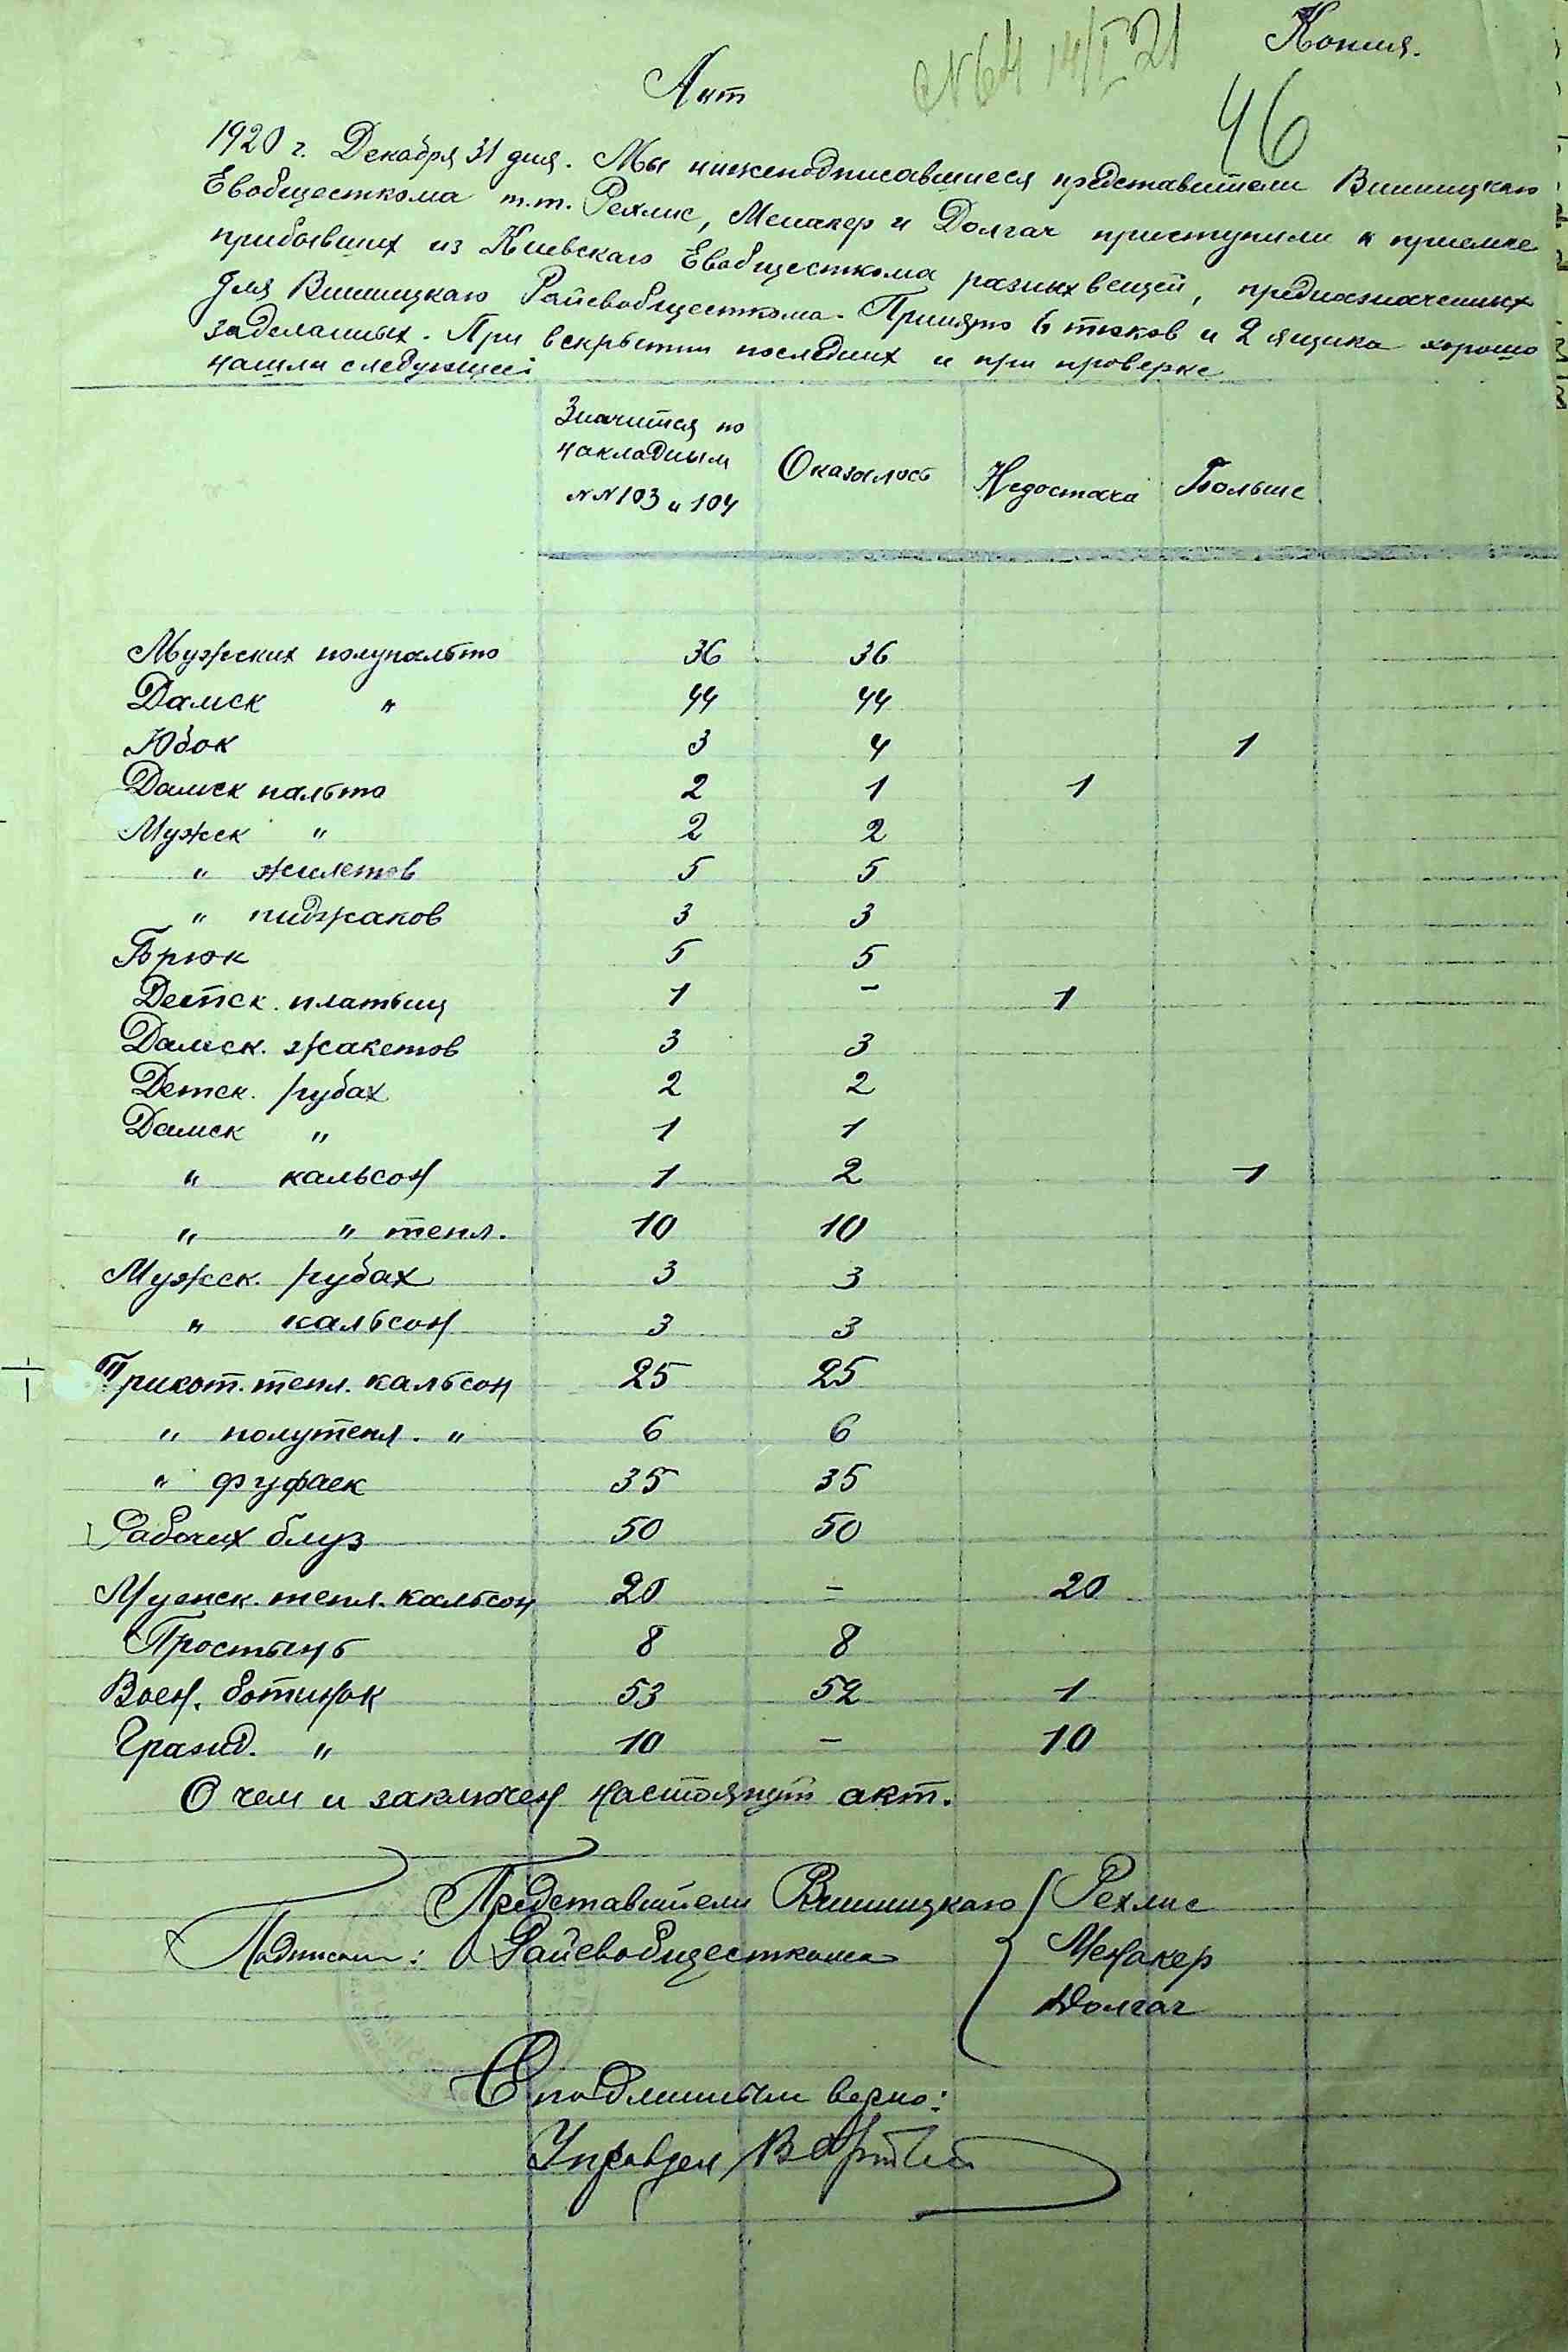 Копия.
№64 14/I 21
46
Акт
1920 г. Декабря 31 дня. Мы нижеподписавшиеся представители Винницкаго
Евобщесткома т.т. Рехлис, Менакер и Долгач приступили к приемке
прибывших из Киевскаго Евобщесткома разных вещей, предназначенных
для Винницкаго Райевобщесткома. Принято 6 тюков и 2 ящика хорошо
заделанных. При вскрытии последних и при проверке
нашли следующее:
Значится по накладным NN 103 и 104 Оказалось Недостача Больше
Мужских полупальто 36 36
Дамск " 44 44
Юбок 3 4 1
Дамск пальто 2 1 1
Мужск " 2 2
" жилетов 5 5
" пиджаков 3 3
Брюк 5 5
Детск. платьиц 1 - 1
Дамск. жакетов 3 3
Детск. рубах 2 2
Дамск " 1 1
" кальсон 1 2 1
" " тепл. 10 10
Мужск. рубах 3 3
" кальсон 3 3
Трикот. тепл. кальсон 25 25
" полутепл. " 6 6
" фуфаек 35 35
Рабочих блуз 50 50
Мужск. тепл. кальсон 20 - 20
Простынь 8 8
Воен. ботинок 53 52 1
Гражд. " 10 - 10
О чем и заключен настоящий акт.
Представители Винницкаго Рехлис
Подписали: Райевобщесткома Менакер
Долгач
С подлинным верно:
Управдел